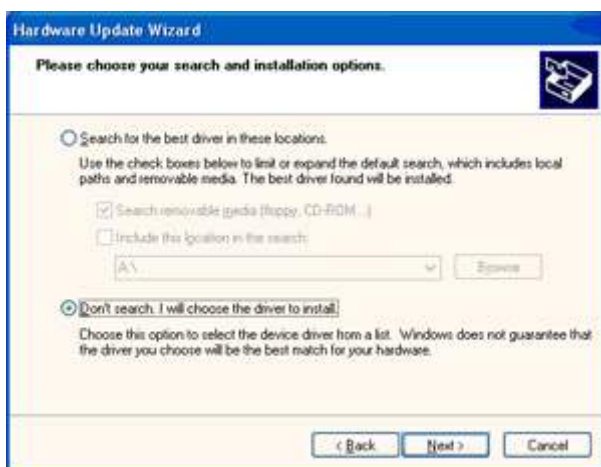 Hardware Update Wizard
Please choose your search and installation options.
Search for the best driver in these locations.
Use the check boxes below to limit or expand the default search, which includes local
paths and removable media. The best driver found will be installed.
Search removable media (floppy, CD-ROM...)
Include this location in the search:
A:\
Browse
Don't search. I will choose the driver to install.
Choose this option to select the device driver from a list. Windows does not guarantee that
the driver you choose will be the best match for your hardware.
< Back
Next >
Cancel